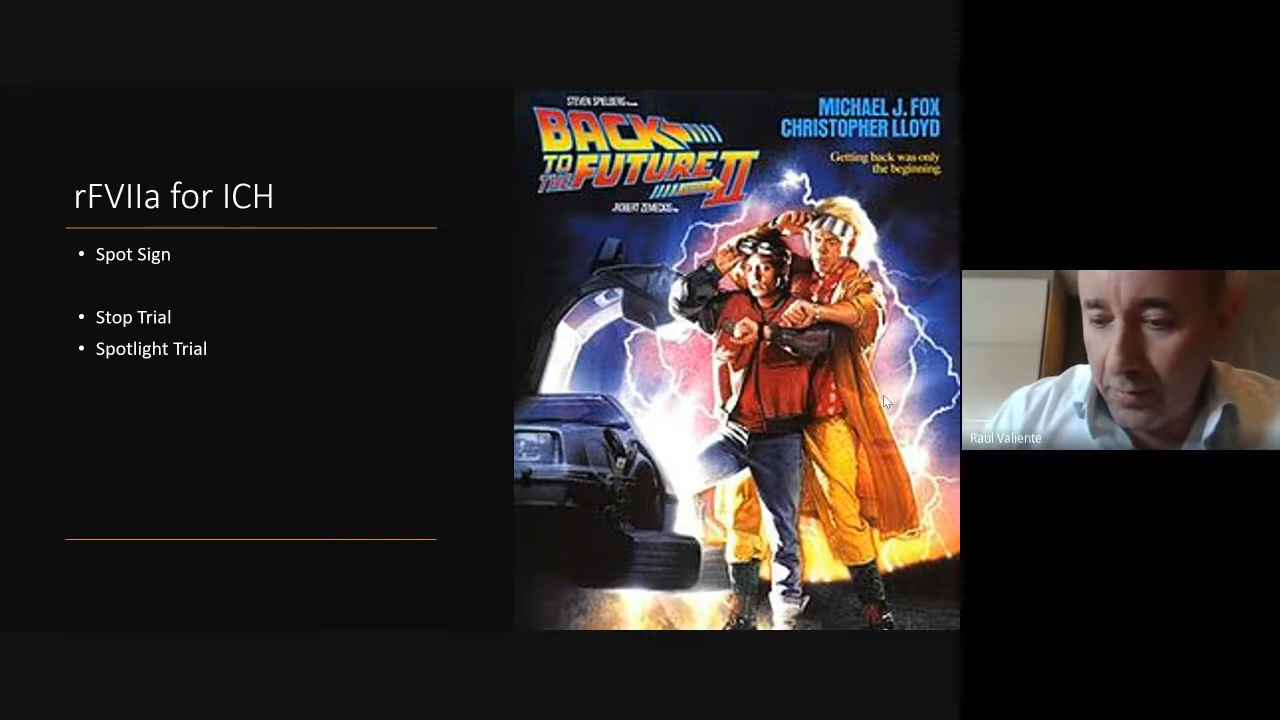 rFVIIa for ICH
• Spot Sign
• Stop Trial
• Spotlight Trial
STEVEN SPIELBERG
BACK
TO
THE FUTURE
II
A ROBERT ZEMECKIS
MICHAEL J. FOX
CHRISTOPHER LLOYD
Getting back was only
the beginning.
Raul Valiente